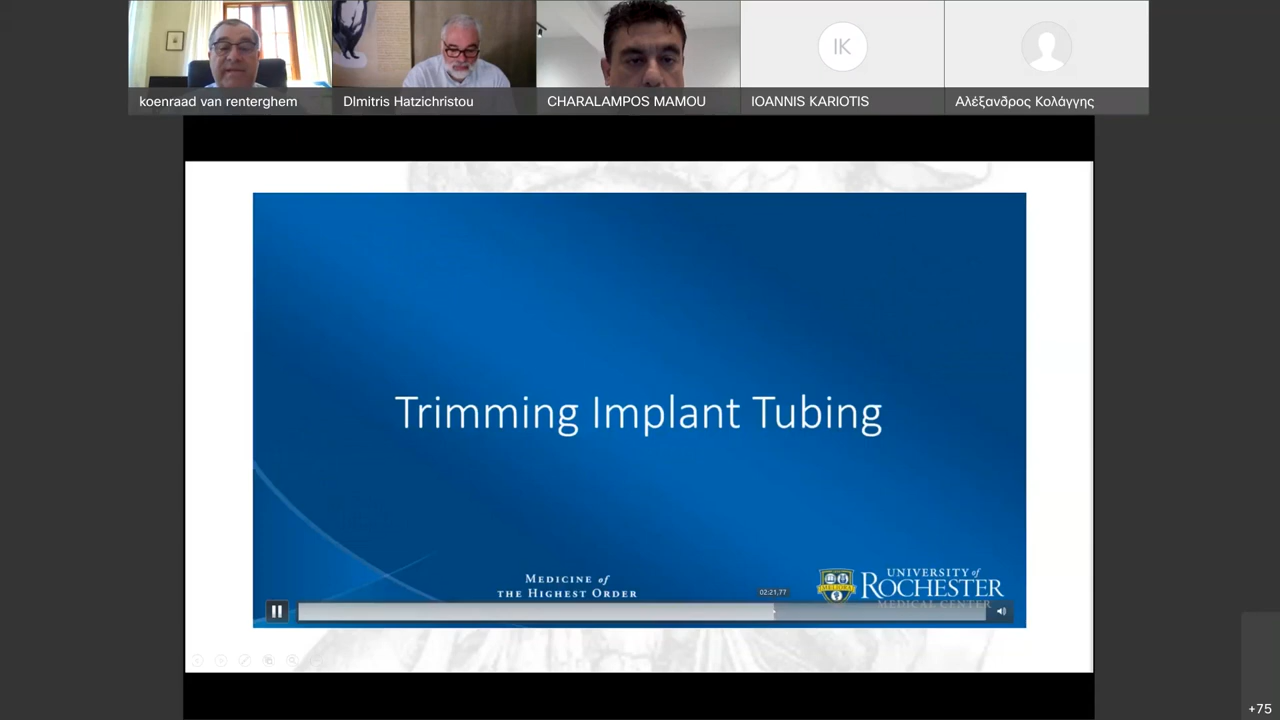 koenraad van renterghem
DImitris Hatzichristou
CHARALAMPOS MAMOU
IK
IOANNIS KARIOTIS
Αλέξανδρος Κολάγγης
Trimming Implant Tubing
MEDICINE of
THE HIGHEST ORDER
02:21,77
UNIVERSITY of
ROCHESTER
MEDICAL CENTER
+75